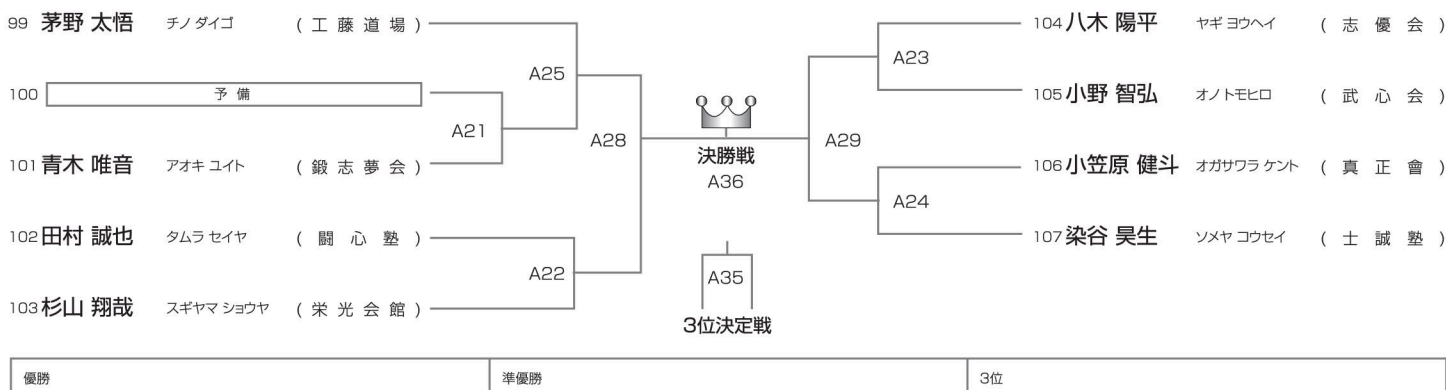 99 茅野 太悟 チノ ダイゴ (工藤道場)
100 予備
101 青木 唯音 アオキ ユイト (鍛志夢会)
102 田村 誠也 タムラ セイヤ (闘心塾)
103 杉山 翔哉 スギヤマ ショウヤ (栄光会館)
A25
A21
A28
A22
決勝戦
A36
A35
3位決定戦
A29
A23
A24
104 八木 陽平 ヤギ ヨウヘイ (志優会)
105 小野 智弘 オノ トモヒロ (武心会)
106 小笠原 健斗 オガサワラ ケント (真正會)
107 染谷 昊生 ソメヤ コウセイ (士誠塾)
優勝 準優勝 3位